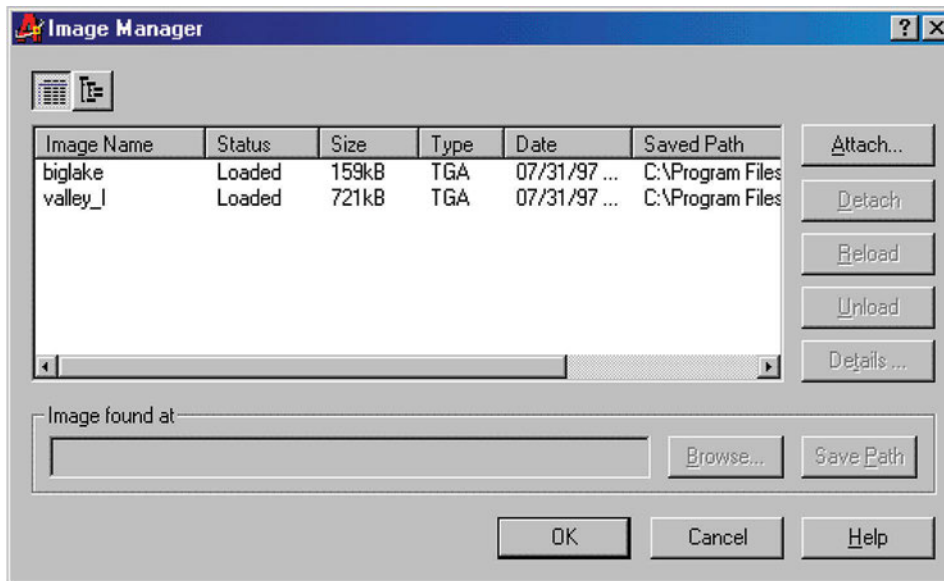 Image Manager
Image Name Status Size Type Date Saved Path
biglake Loaded 159kB TGA 07/31/97 ... C:\Program Files
valley_l Loaded 721kB TGA 07/31/97 ... C:\Program Files
Attach...
Detach
Reload
Unload
Details ...
Image found at
Browse... Save Path
OK Cancel Help